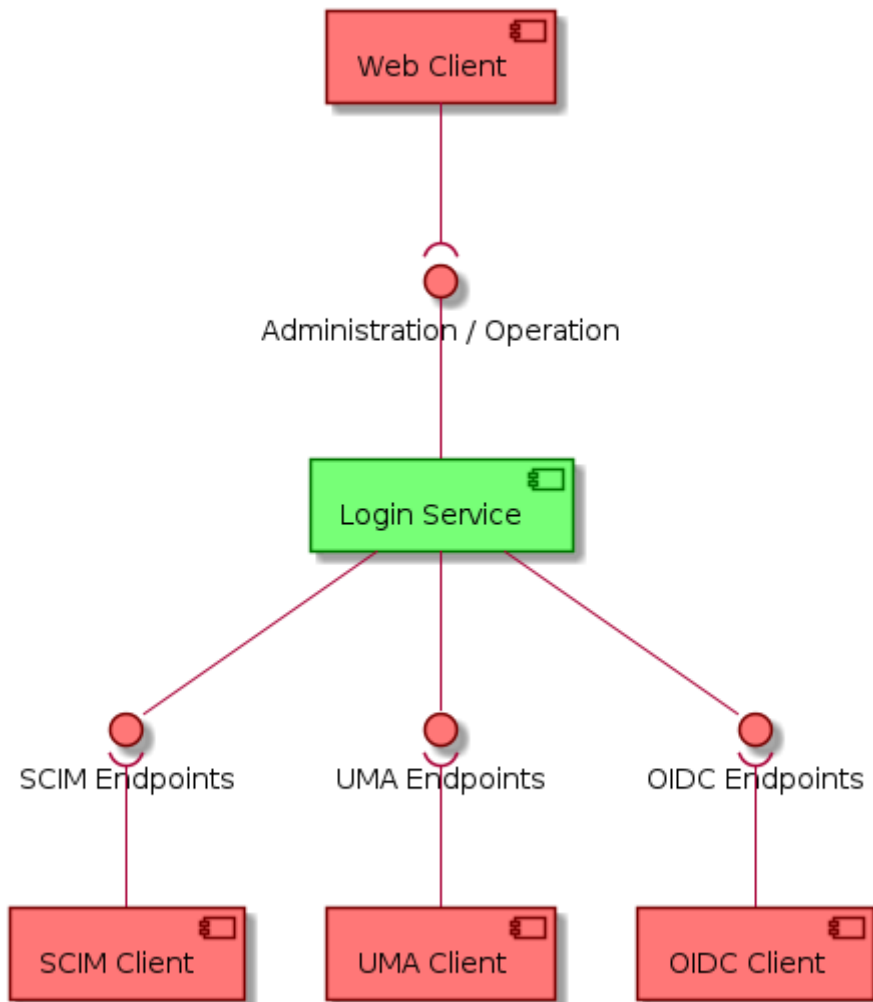 Web Client
Administration / Operation
Login Service
SCIM Endpoints
UMA Endpoints
OIDC Endpoints
SCIM Client
UMA Client
OIDC Client